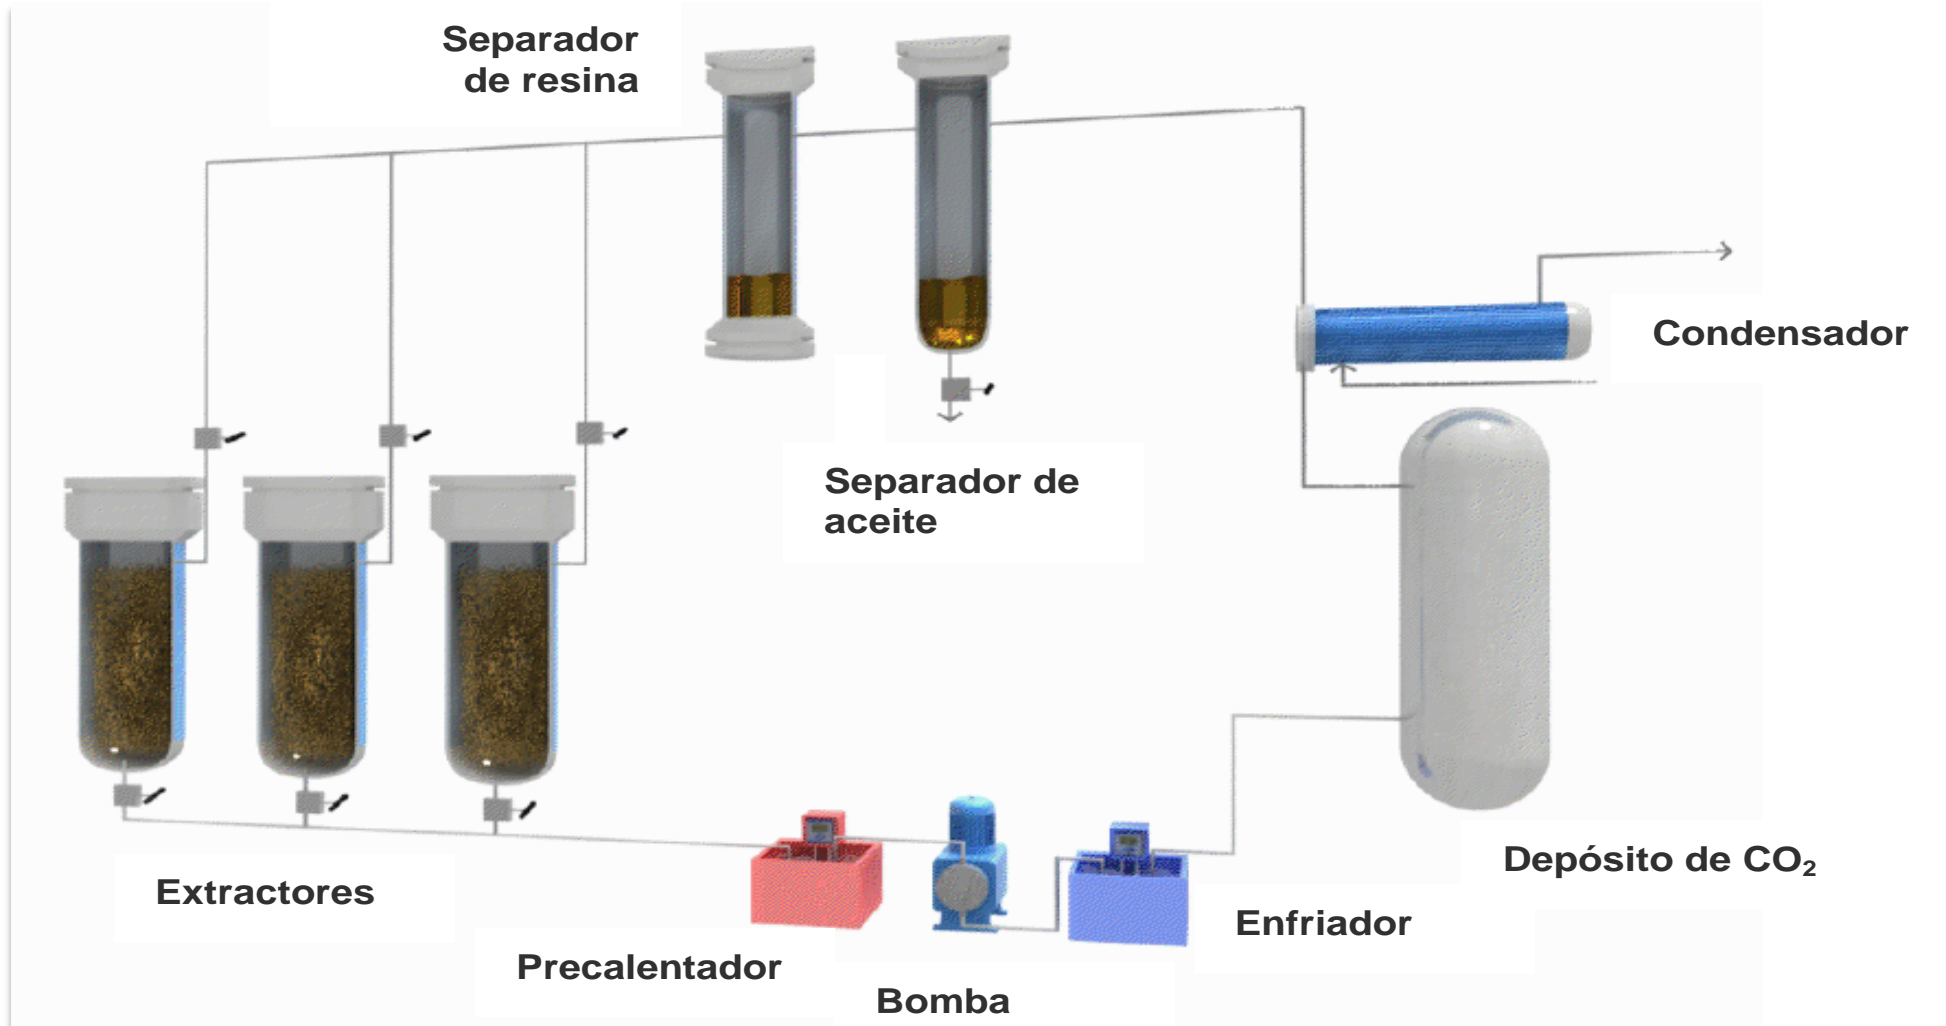 Separador
de resina
Condensador
Separador de
aceite
Depósito de CO₂
Extractores
Enfriador
Precalentador
Bomba